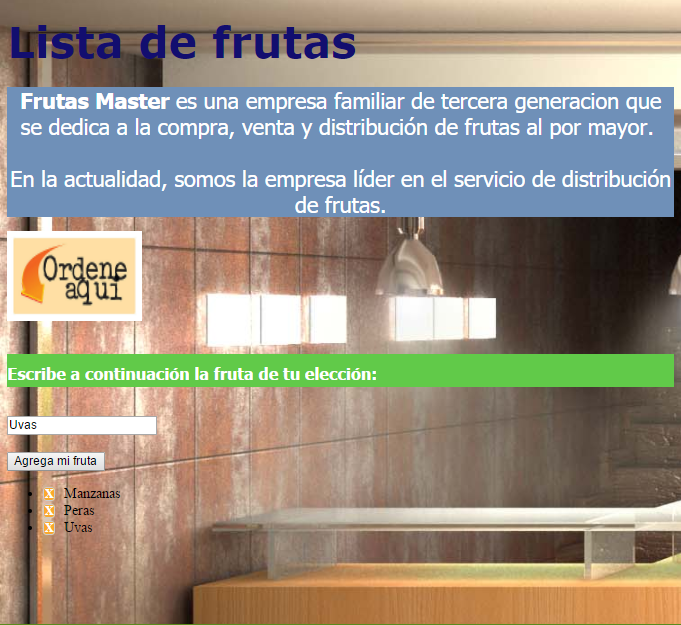 Lista de frutas
Frutas Master es una empresa familiar de tercera generacion que
se dedica a la compra, venta y distribución de frutas al por mayor.
En la actualidad, somos la empresa líder en el servicio de distribución
de frutas.
Ordene
aquí
Escribe a continuación la fruta de tu elección:
Uvas
Agrega mi fruta
X Manzanas
X Peras
X Uvas